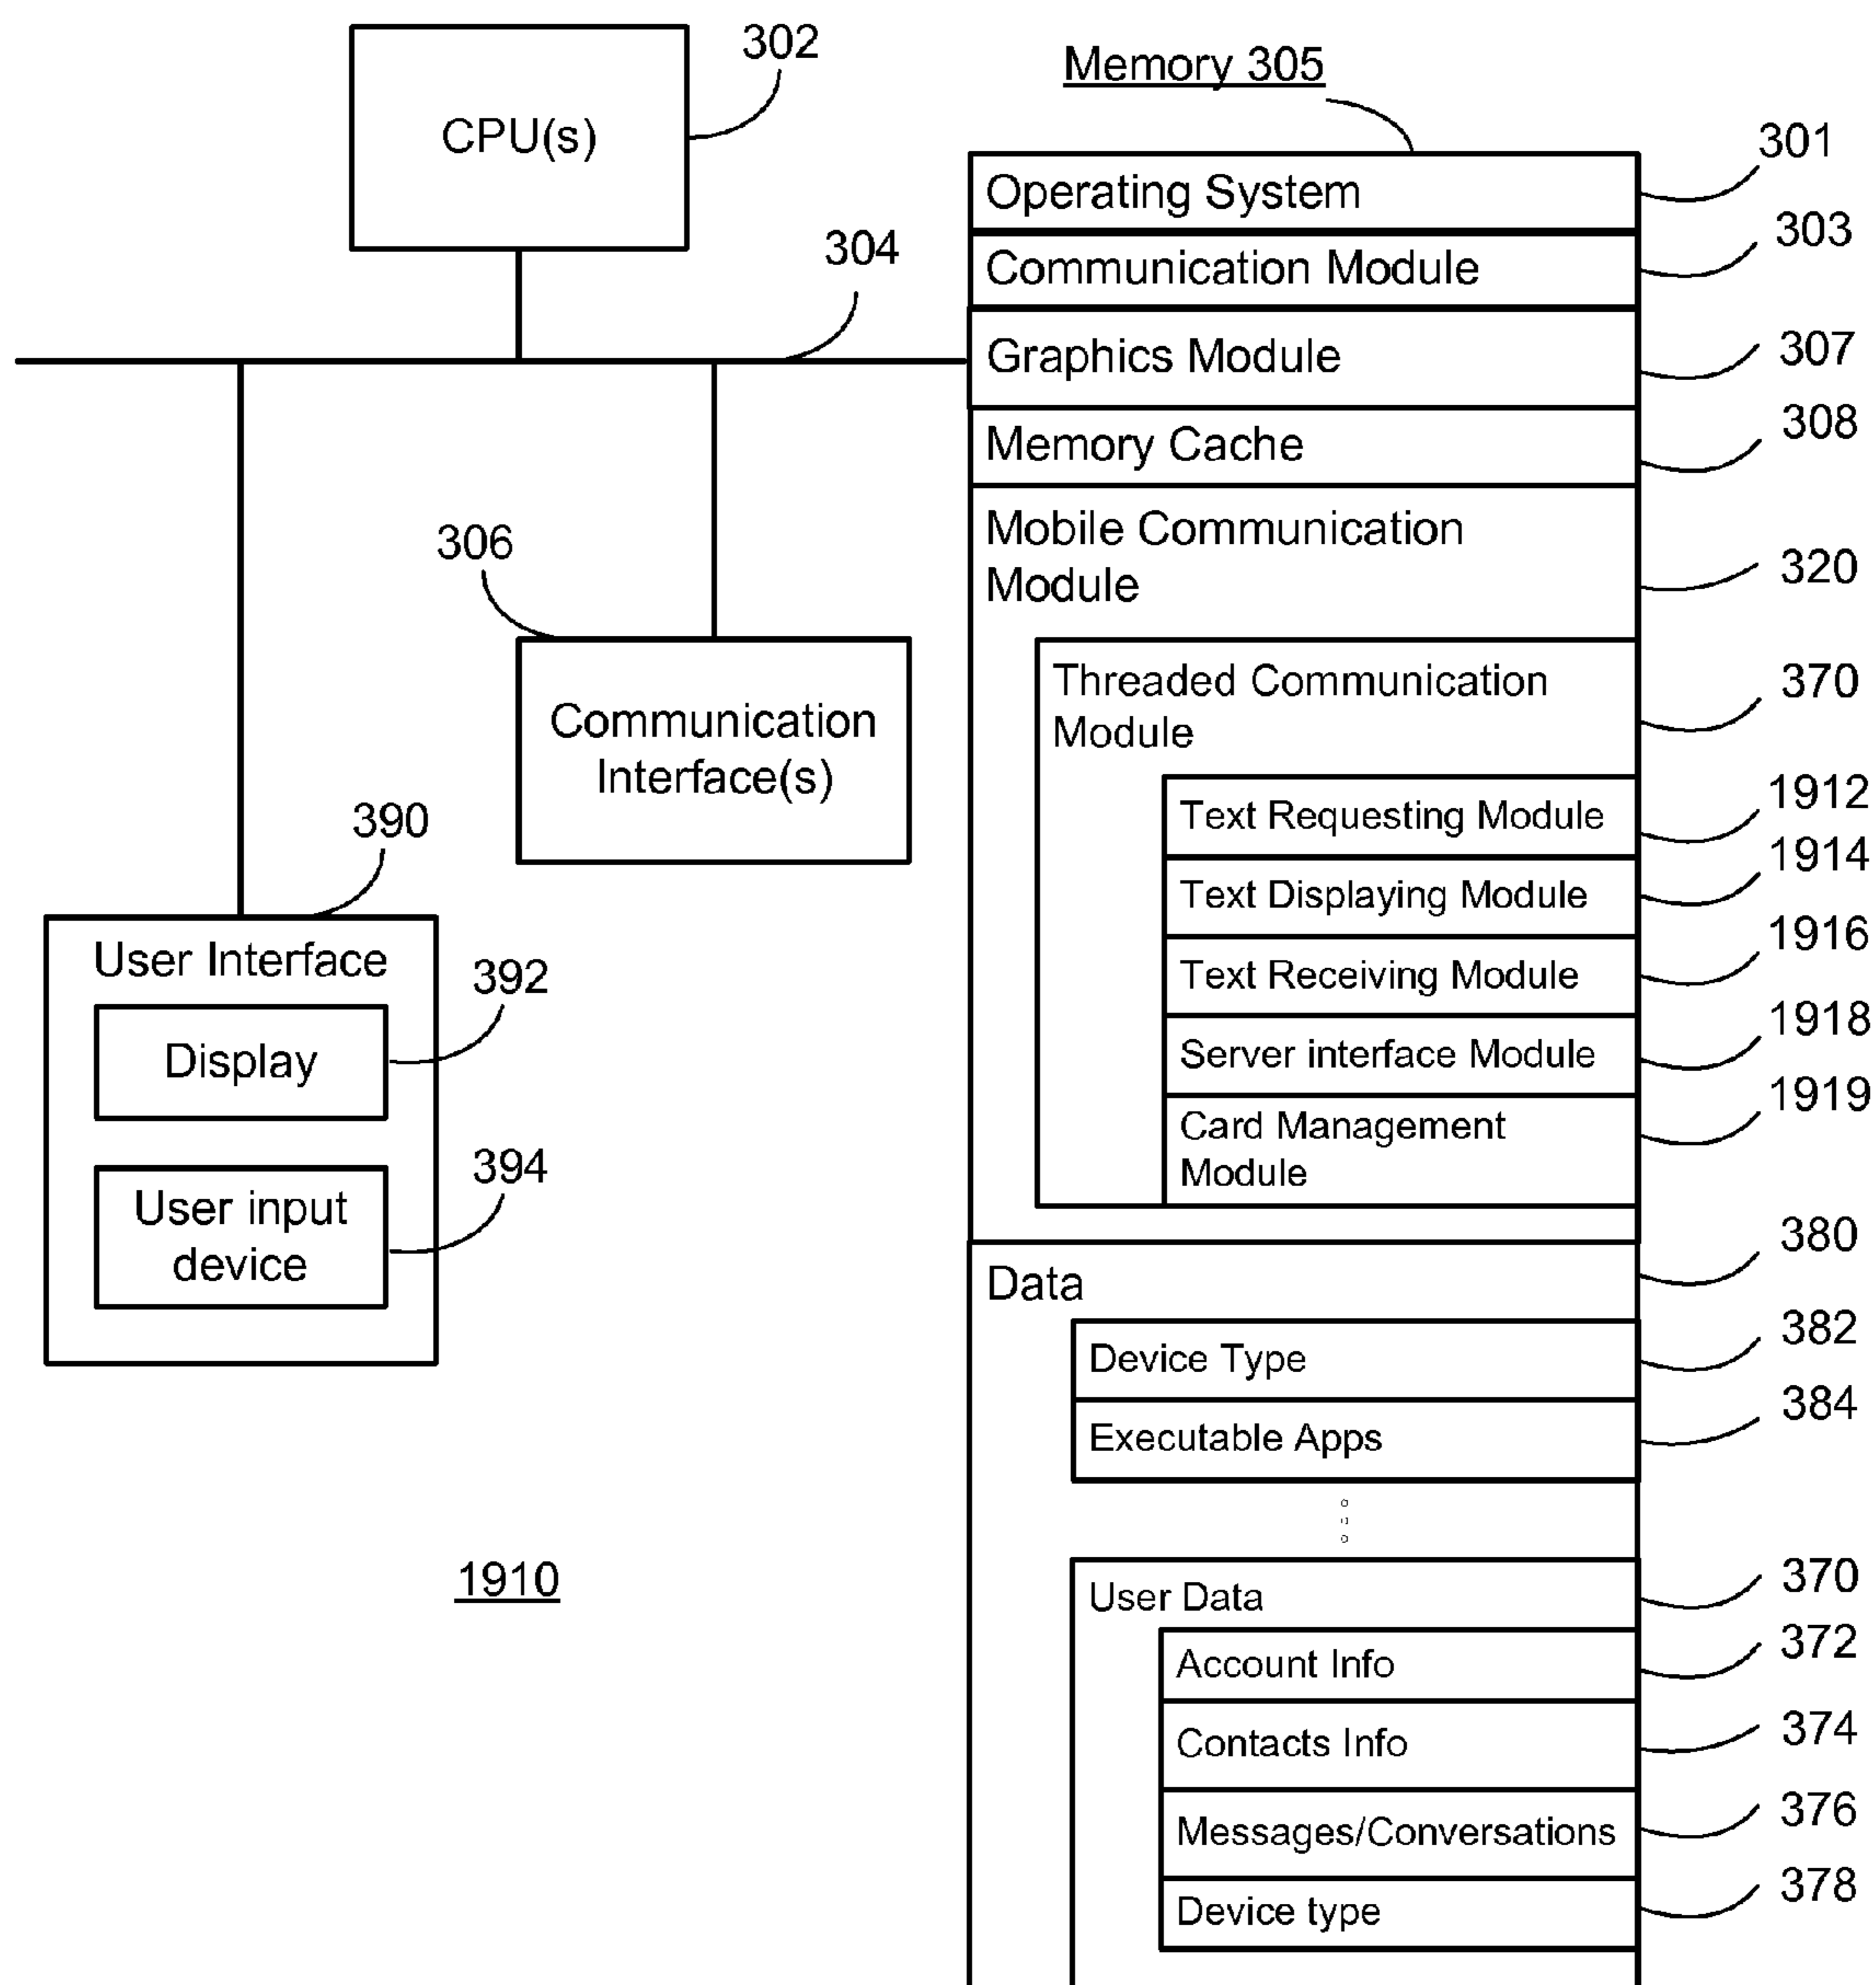 302
CPU(s)
Memory 305
301
Operating System
303
Communication Module
304
307
Graphics Module
308
Memory Cache
Mobile Communication
Module
320
306
Communication
Interface(s)
Threaded Communication
Module
370
Text Requesting Module
1912
Text Displaying Module
1914
Text Receiving Module
1916
Server interface Module
1918
Card Management
Module
1919
390
User Interface
392
Display
394
User input
device
380
Data
382
Device Type
384
Executable Apps
1910
370
User Data
372
Account Info
374
Contacts Info
376
Messages/Conversations
378
Device type